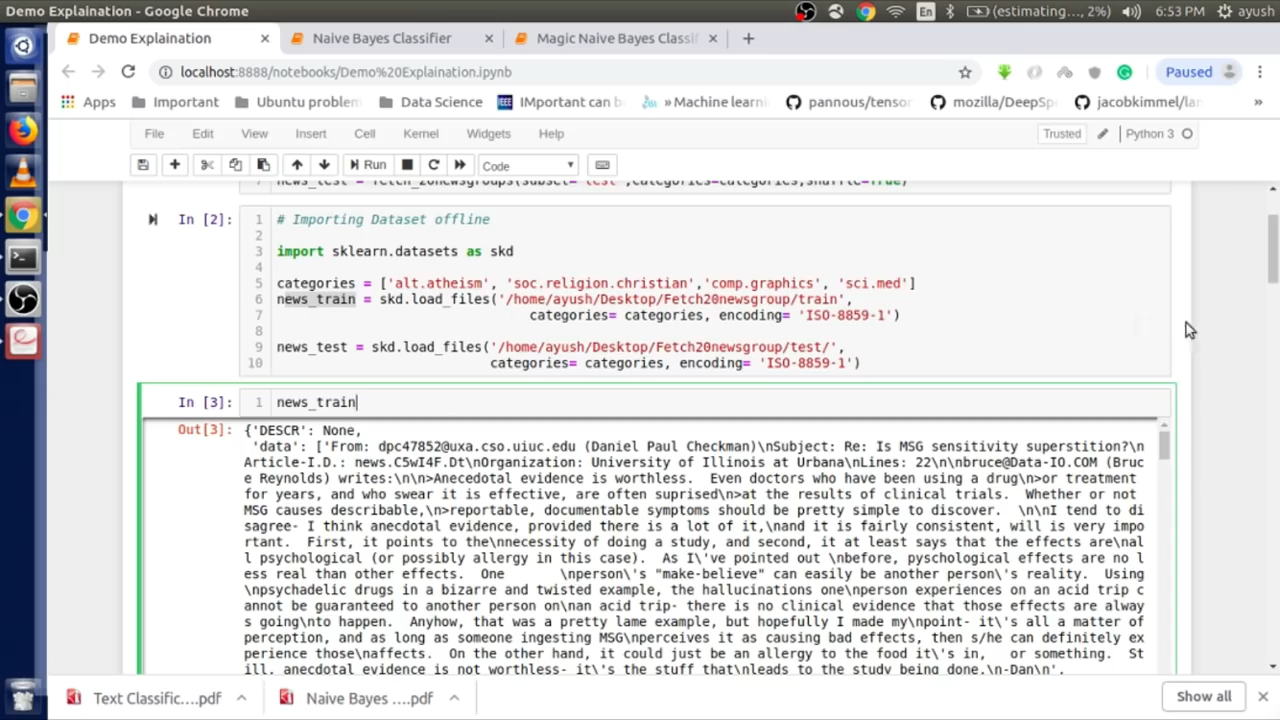 Demo Explaination - Google Chrome
En
(estimating..., 2%)
6:53 PM
ayush
Demo Explaination
Naive Bayes Classifier
Magic Naive Bayes Classif
localhost:8888/notebooks/Demo%20Explaination.ipynb
Paused
Apps
Important
Ubuntu problem
Data Science
IMportant can b
» Machine learni
pannous/tensor
mozilla/DeepSpe
jacobkimmel/lan
»
File Edit View Insert Cell Kernel Widgets Help
Trusted
Python 3
Run
Code
7 news_test = fetch_20newsgroups(subset='test',categories=categories,shuffle=True)
In [2]:
1 # Importing Dataset offline
2
3 import sklearn.datasets as skd
4
5 categories = ['alt.atheism', 'soc.religion.christian','comp.graphics', 'sci.med']
6 news_train = skd.load_files('/home/ayush/Desktop/Fetch20newsgroup/train',
7 categories= categories, encoding= 'ISO-8859-1')
8
9 news_test = skd.load_files('/home/ayush/Desktop/Fetch20newsgroup/test/',
10 categories= categories, encoding= 'ISO-8859-1')
In [3]:
1 news_train
Out[3]:
{'DESCR': None,
'data': ['From: dpc47852@uxa.cso.uiuc.edu (Daniel Paul Checkman)\nSubject: Re: Is MSG sensitivity superstition?\n
Article-I.D.: news.C5wI4F.Dt\nOrganization: University of Illinois at Urbana\nLines: 22\n\nbruce@Data-IO.COM (Bruc
e Reynolds) writes:\n\n>Anecedotal evidence is worthless.  Even doctors who have been using a drug\n>or treatment
for years, and who swear it is effective, are often suprised\n>at the results of clinical trials.  Whether or not
MSG causes describable,\n>reportable, documentable symptoms should be pretty simple to discover.  \n\nI tend to di
sagree- I think anecdotal evidence, provided there is a lot of it,\nand it is fairly consistent, will is very impo
rtant.  First, it points to the\nnecessity of doing a study, and second, it at least says that the effects are\nal
l psychological (or possibly allergy in this case).  As I\'ve pointed out \nbefore, pyschological effects are no l
ess real than other effects.  One      \nperson\'s "make-believe" can easily be another person\'s reality.  Using
\npsychadelic drugs in a bizarre and twisted example, the hallucinations one\nperson experiences on an acid trip c
annot be guaranteed to another person on\nan acid trip- there is no clinical evidence that those effects are alway
s going\nto happen.  Anyhow, that was a pretty lame example, but hopefully I made my\npoint- it\'s all a matter of
perception, and as long as someone ingesting MSG\nperceives it as causing bad effects, then s/he can definitely ex
perience those\naffects.  On the other hand, it could just be an allergy to the food it\'s in,   or something.  St
ill, anecdotal evidence is not worthless- it\'s the stuff that\nleads to the study being done.\n-Dan\n',
Text Classific....pdf
Naive Bayes ....pdf
Show all